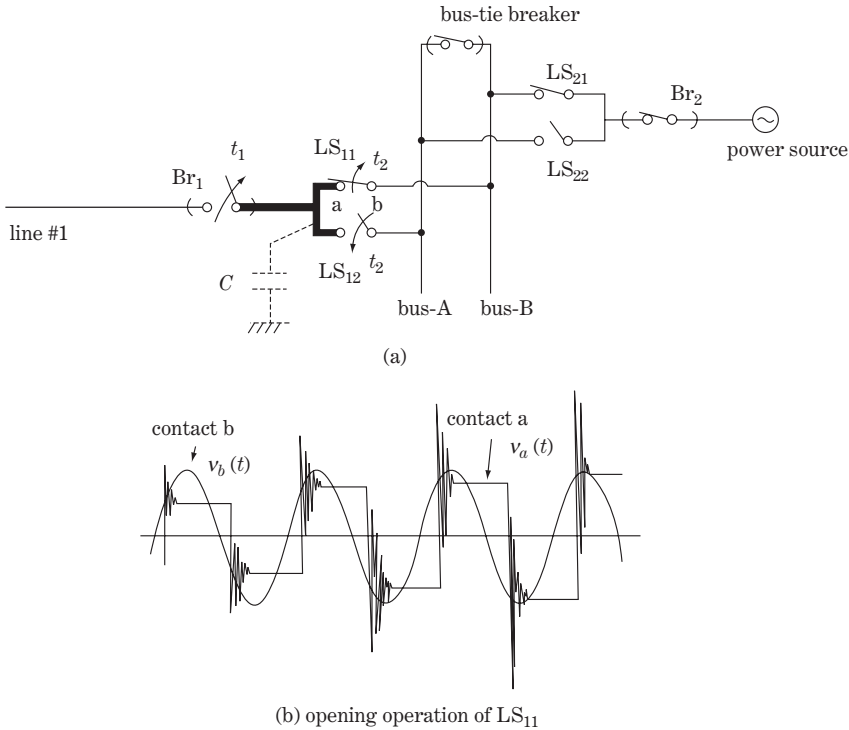 bus-tie breaker
LS21
Br2
power source
LS22
LS11
t1
t2
Br1
a
b
line #1
LS12
t2
C
bus-A
bus-B
(a)
contact b
vb (t)
contact a
va (t)
(b) opening operation of LS11